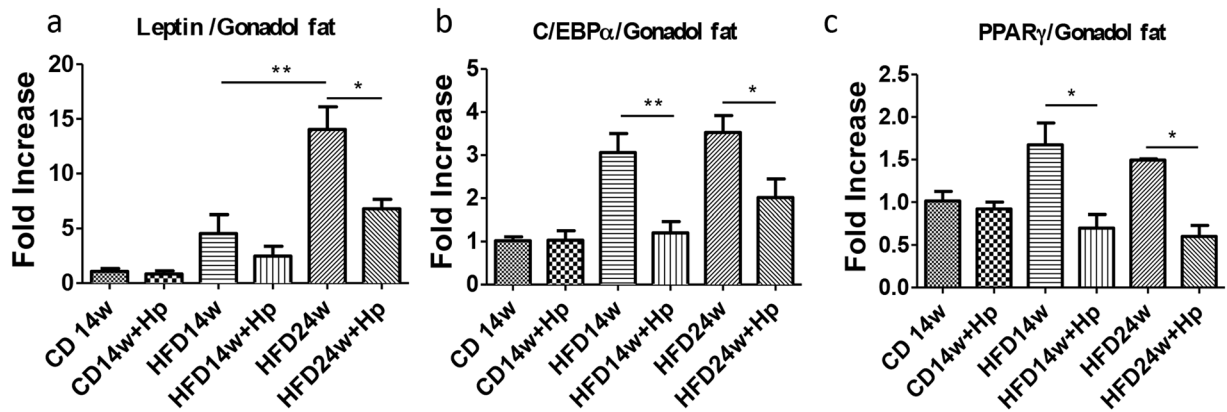 a
Leptin /Gonadol fat
Fold Increase
20
15
10
5
0
**
*
CD 14w
CD14w+Hp
HFD14w
HFD14w+Hp
HFD24w
HFD24w+Hp
b
C/EBPα/Gonadol fat
Fold Increase
5
4
3
2
1
0
**
*
CD 14w
CD14w+Hp
HFD14w
HFD14w+Hp
HFD24w
HFD24w+Hp
c
PPARγ/Gonadol fat
Fold Increase
2.5
2.0
1.5
1.0
0.5
0.0
*
*
CD 14w
CD14w+Hp
HFD14w
HFD14w+Hp
HFD24w
HFD24w+Hp